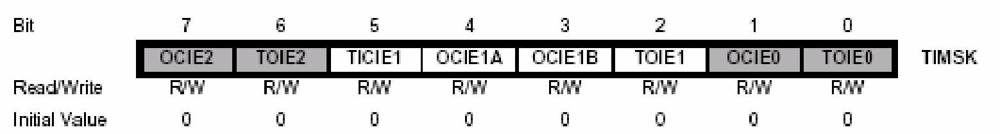 Bit 7 6 5 4 3 2 1 0
OCIE2 TOIE2 TICIE1 OCIE1A OCIE1B TOIE1 OCIE0 TOIE0 TIMSK
Read/Write R/W R/W R/W R/W R/W R/W R/W R/W
Initial Value 0 0 0 0 0 0 0 0